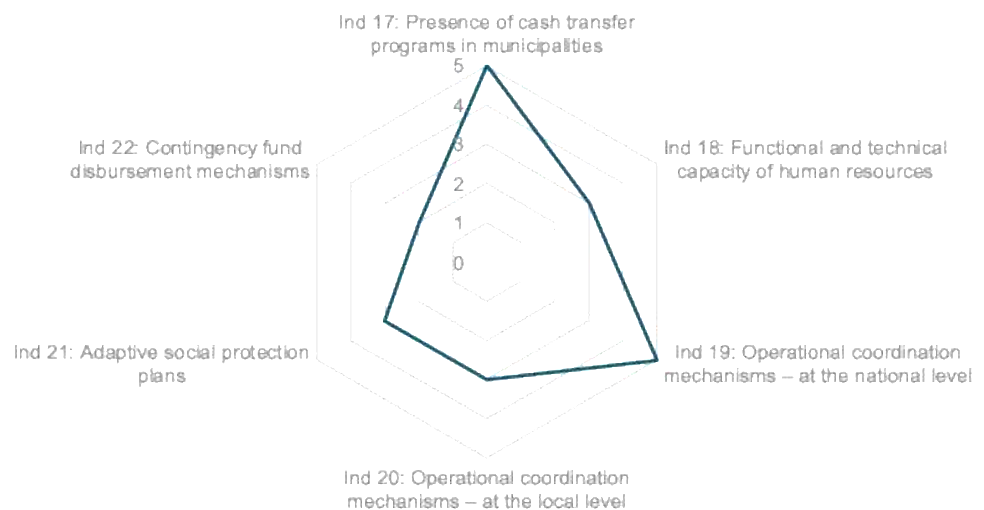 Ind 17: Presence of cash transfer
programs in municipalities
5
4
3
2
1
0
Ind 18: Functional and technical
capacity of human resources
Ind 19: Operational coordination
mechanisms – at the national level
Ind 20: Operational coordination
mechanisms – at the local level
Ind 21: Adaptive social protection
plans
Ind 22: Contingency fund
disbursement mechanisms